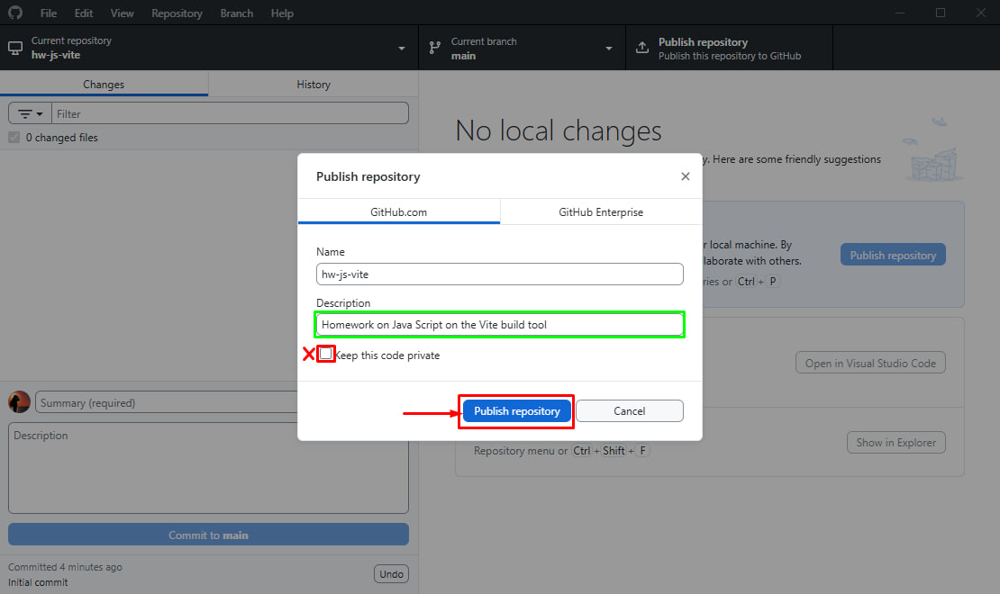 File Edit View Repository Branch Help
Current repository
hw-js-vite
Current branch
main
Publish repository
Publish this repository to GitHub
Changes
History
Filter
0 changed files
No local changes
y. Here are some friendly suggestions
r local machine. By
laborate with others.
ries or Ctrl + P
Publish repository
Open in Visual Studio Code
Repository menu or Ctrl + Shift + F
Show in Explorer
Publish repository
GitHub.com
GitHub Enterprise
Name
hw-js-vite
Description
Homework on Java Script on the Vite build tool
Keep this code private
Publish repository
Cancel
Summary (required)
Description
Commit to main
Committed 4 minutes ago
Initial commit
Undo